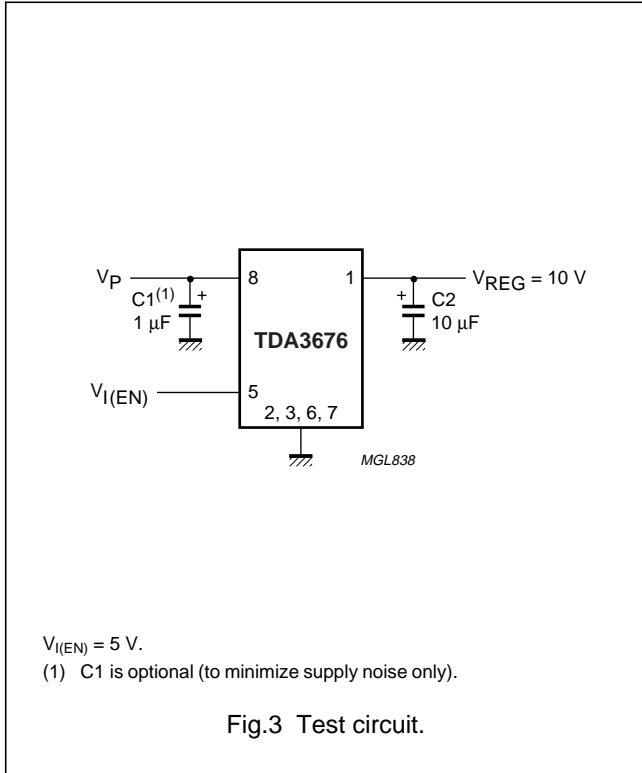 V_P
8
1
V_REG = 10 V
C1(1)
+
1 μF
+
C2
10 μF
TDA3676
V_I(EN)
5
2, 3, 6, 7
MGL838
V_I(EN) = 5 V.
(1) C1 is optional (to minimize supply noise only).
Fig.3 Test circuit.